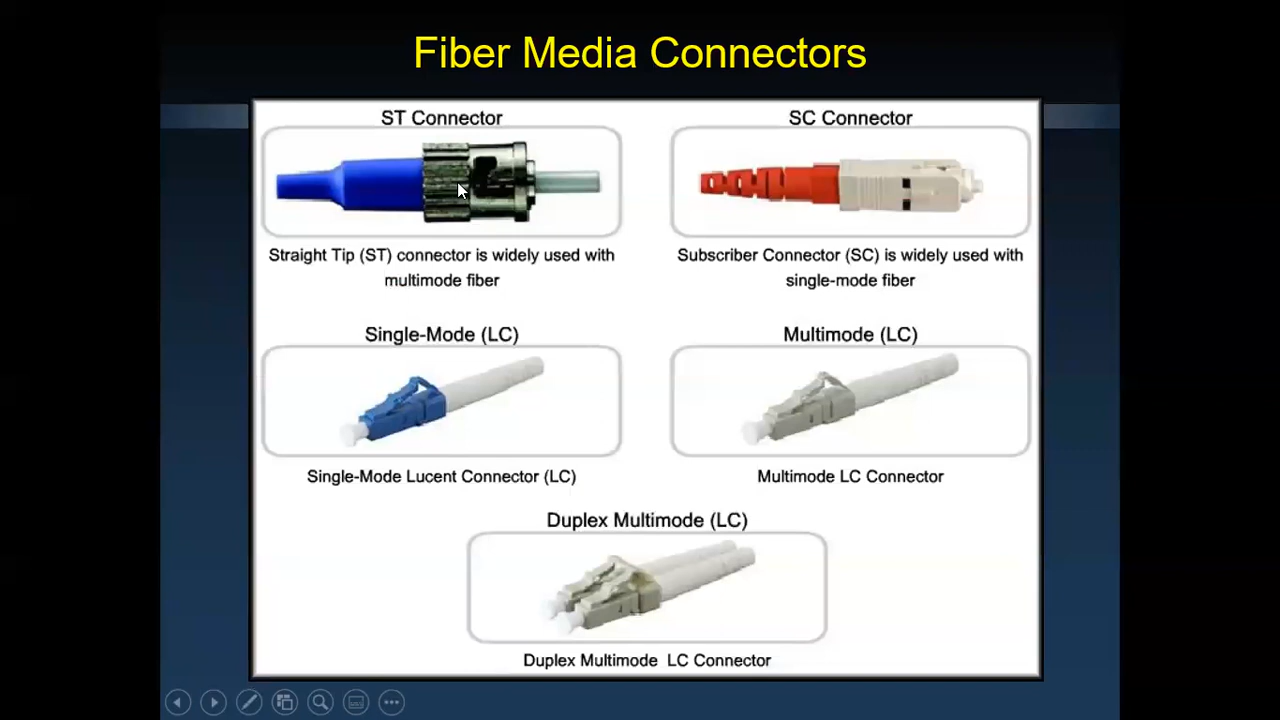 Fiber Media Connectors
ST Connector
SC Connector
Straight Tip (ST) connector is widely used with
multimode fiber
Subscriber Connector (SC) is widely used with
single-mode fiber
Single-Mode (LC)
Multimode (LC)
Single-Mode Lucent Connector (LC)
Multimode LC Connector
Duplex Multimode (LC)
Duplex Multimode LC Connector